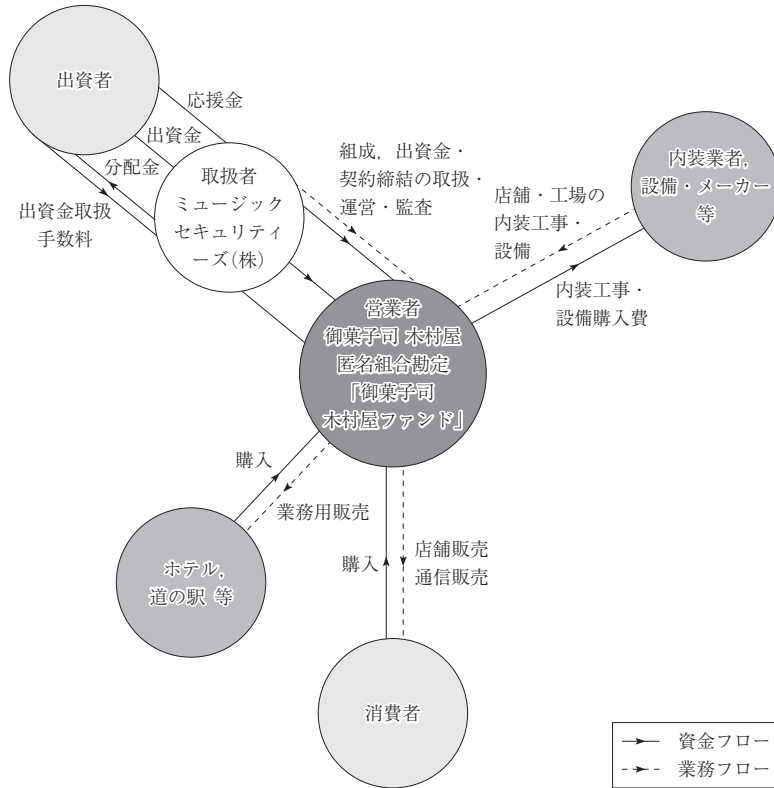 出資者
応援金
出資金
分配金
出資金取扱
手数料
取扱者
ミュージック
セキュリティ
ーズ(株)
組成，出資金・
契約締結の取扱・
運営・監査
内装業者，
設備・メーカー
等
店舗・工場の
内装工事・
設備
内装工事・
設備購入費
営業者
御菓子司 木村屋
匿名組合勘定
「御菓子司
木村屋ファンド」
購入
業務用販売
ホテル，
道の駅 等
購入
店舗販売
通信販売
消費者
資金フロー
業務フロー